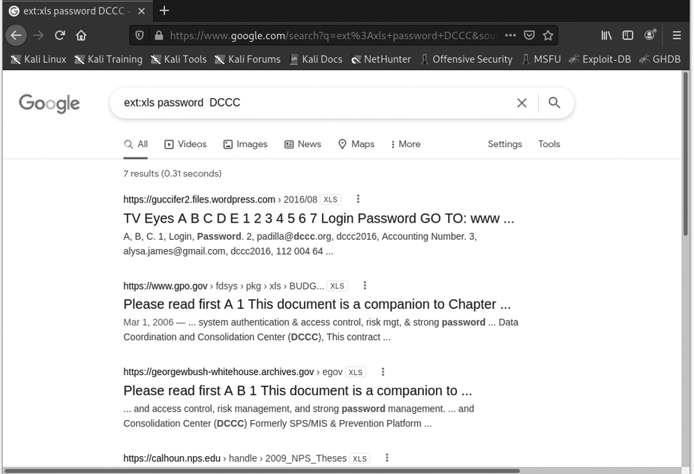 ext:xls password DCCC
https://www.google.com/search?q=ext%3Axls+password+DCCC&sou
Kali Linux Kali Training Kali Tools Kali Forums Kali Docs NetHunter Offensive Security MSFU Exploit-DB GHDB
Google
ext:xls password DCCC
All Videos Images News Maps More Settings Tools
7 results (0.31 seconds)
https://guccifer2.files.wordpress.com › 2016/08 XLS
TV Eyes A B C D E 1 2 3 4 5 6 7 Login Password GO TO: www ...
A, B, C. 1, Login, Password. 2, padilla@dccc.org, dccc2016, Accounting Number. 3,
alysa.james@gmail.com, dccc2016, 112 004 64 ...
https://www.gpo.gov › fdsys › pkg › xls › BUDG... XLS
Please read first A 1 This document is a companion to Chapter ...
Mar 1, 2006 — ... system authentication & access control, risk mgt, & strong password ... Data
Coordination and Consolidation Center (DCCC), This contract ...
https://georgewbush-whitehouse.archives.gov › egov XLS
Please read first A B 1 This document is a companion to ...
... and access control, risk management, and strong password management. ... and
Consolidation Center (DCCC) Formerly SPS/MIS & Prevention Platform ...
https://calhoun.nps.edu › handle › 2009_NPS_Theses XLS